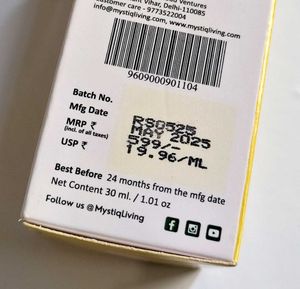 Ventures
Vihar, Delhi-110085
customer care - 9773522004
info@mystiqliving.com
www.mystiqliving.com
9609000901104
Batch No. RS0525
Mfg Date MAY 2025
MRP ₹ 599/-
(incl. of all taxes)
USP ₹ 19.96/ML
Best Before 24 months from the mfg date
Net Content 30 ml. / 1.01 oz
Follow us @MystiqLiving